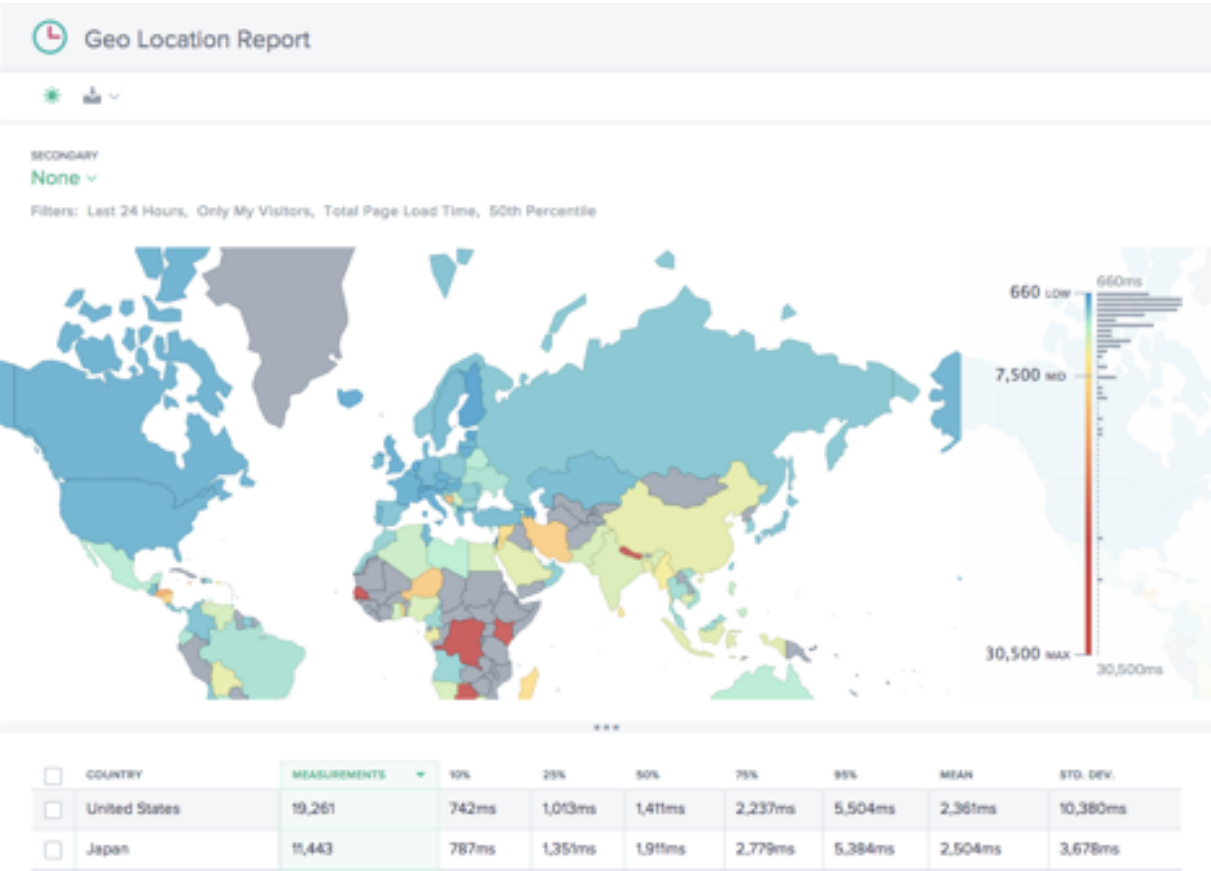 Geo Location Report
SECONDARY
None
Filters: Last 24 Hours, Only My Visitors, Total Page Load Time, 50th Percentile
660 LOW
660ms
7,500 MID
30,500 MAX
30,500ms
COUNTRY MEASUREMENTS 10% 25% 50% 75% 95% MEAN STD. DEV.
United States 19,261 742ms 1,013ms 1,411ms 2,237ms 5,504ms 2,361ms 10,380ms
Japan 11,443 787ms 1,351ms 1,911ms 2,779ms 5,384ms 2,504ms 3,678ms